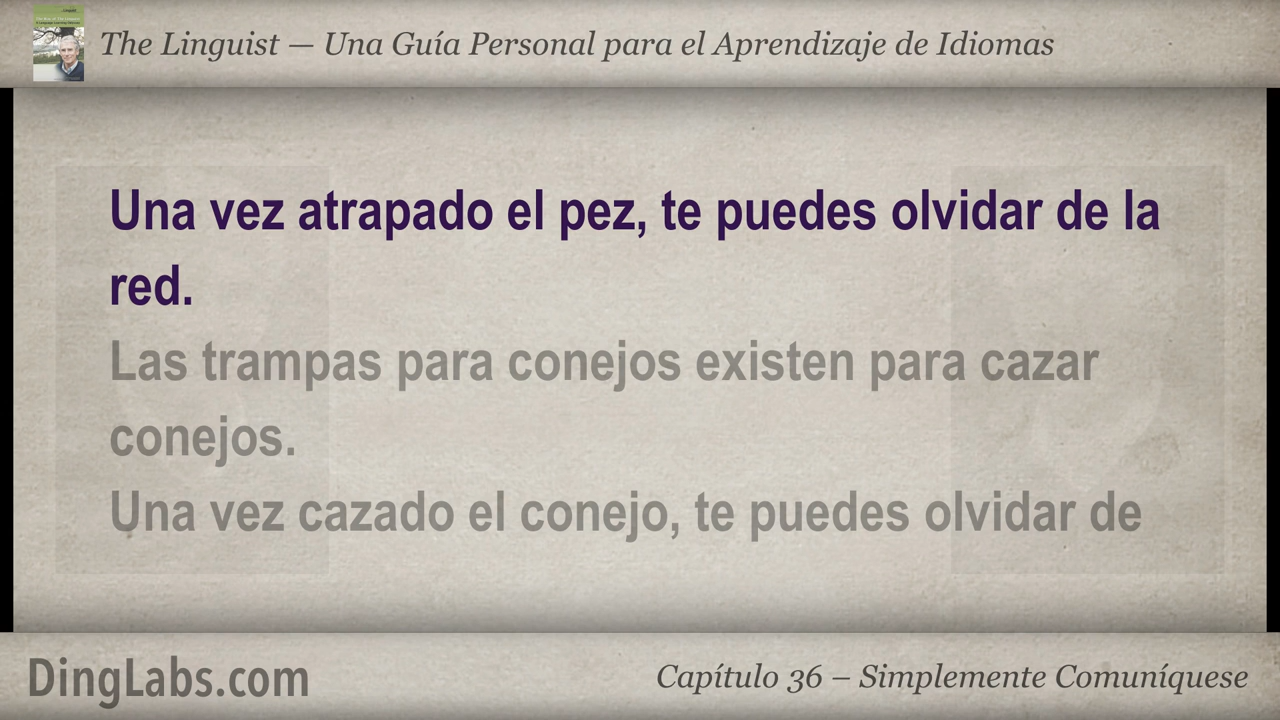 The Linguist — Una Guía Personal para el Aprendizaje de Idiomas
Una vez atrapado el pez, te puedes olvidar de la
red.
Las trampas para conejos existen para cazar
conejos.
Una vez cazado el conejo, te puedes olvidar de
DingLabs.com
Capítulo 36 – Simplemente Comuníquese